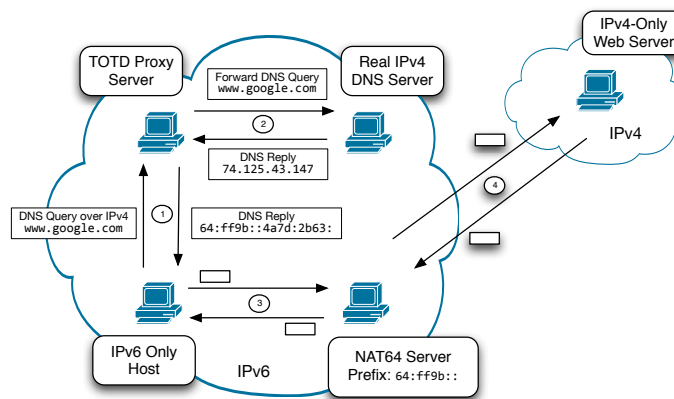 IPv4-Only
Web Server
TOTD Proxy
Server
Forward DNS Query
www.google.com
Real IPv4
DNS Server
2
DNS Reply
74.125.43.147
IPv4
4
DNS Query over IPv4
www.google.com
1
DNS Reply
64:ff9b::4a7d:2b63:
3
IPv6 Only
Host
IPv6
NAT64 Server
Prefix: 64:ff9b::